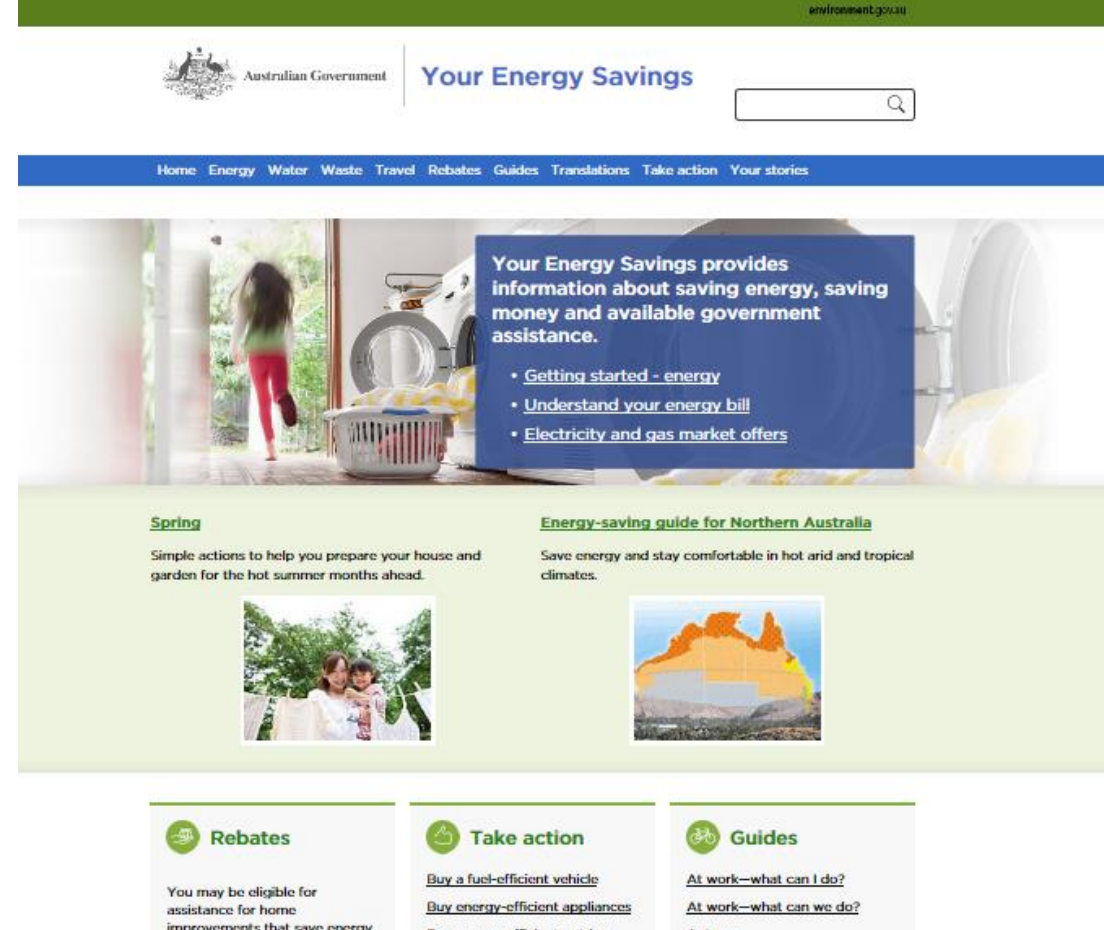 environment.gov.au
Australian Government
Your Energy Savings
Home Energy Water Waste Travel Rebates Guides Translations Take action Your stories
Your Energy Savings provides
information about saving energy, saving
money and available government
assistance.
• Getting started - energy
• Understand your energy bill
• Electricity and gas market offers
Spring
Simple actions to help you prepare your house and
garden for the hot summer months ahead.
Energy-saving guide for Northern Australia
Save energy and stay comfortable in hot arid and tropical
climates.
Rebates
You may be eligible for
assistance for home
improvements that save energy
Take action
Buy a fuel-efficient vehicle
Buy energy-efficient appliances
Guides
At work—what can I do?
At work—what can we do?